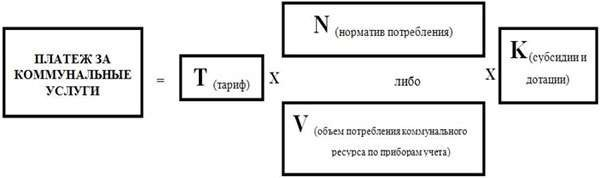 ПЛАТЕЖ ЗА
КОММУНАЛЬНЫЕ
УСЛУГИ
=
T (тариф)
X
N (норматив потребления)
либо
V (объем потребления коммунального
ресурса по приборам учета)
X
K (субсидии и
дотации)